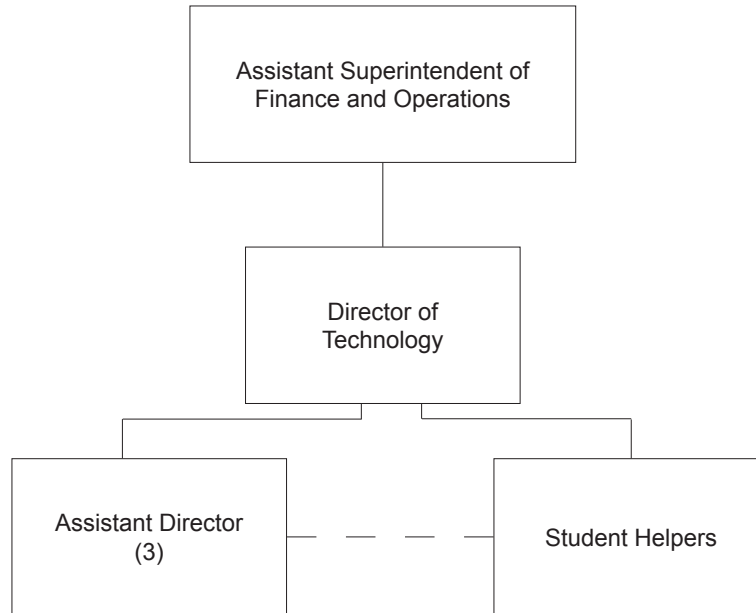 Assistant Superintendent of
Finance and Operations
Director of
Technology
Assistant Director
(3)
Student Helpers